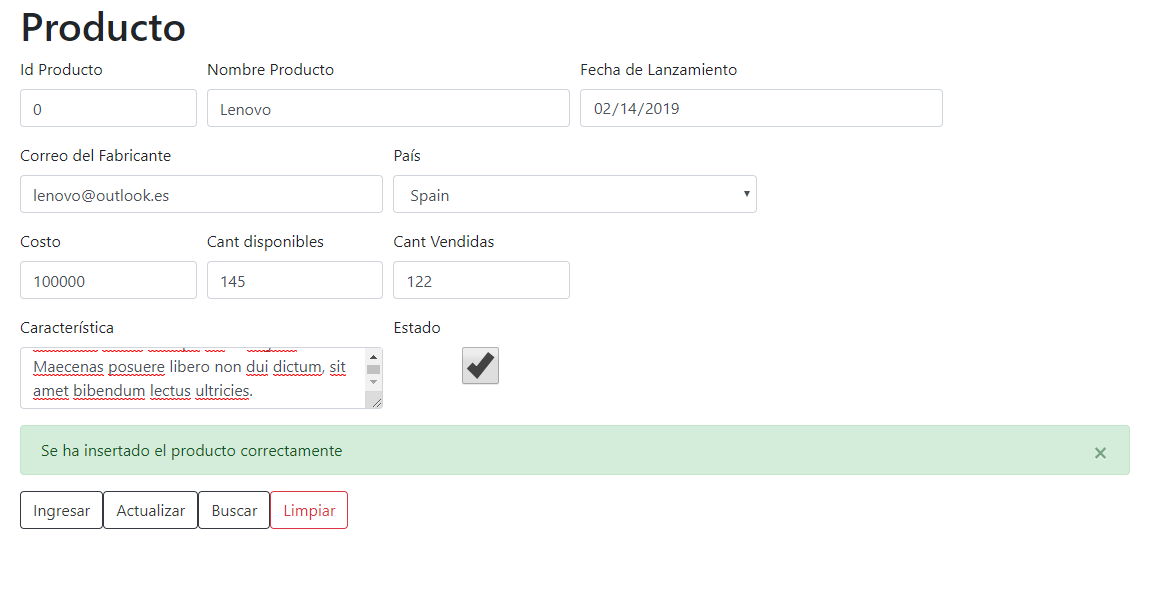 Producto
Id Producto Nombre Producto Fecha de Lanzamiento
0 Lenovo 02/14/2019
Correo del Fabricante País
lenovo@outlook.es Spain
Costo Cant disponibles Cant Vendidas
100000 145 122
Característica Estado
Maecenas posuere libero non dui dictum, sit
amet bibendum lectus ultricies.
Se ha insertado el producto correctamente ×
Ingresar Actualizar Buscar Limpiar